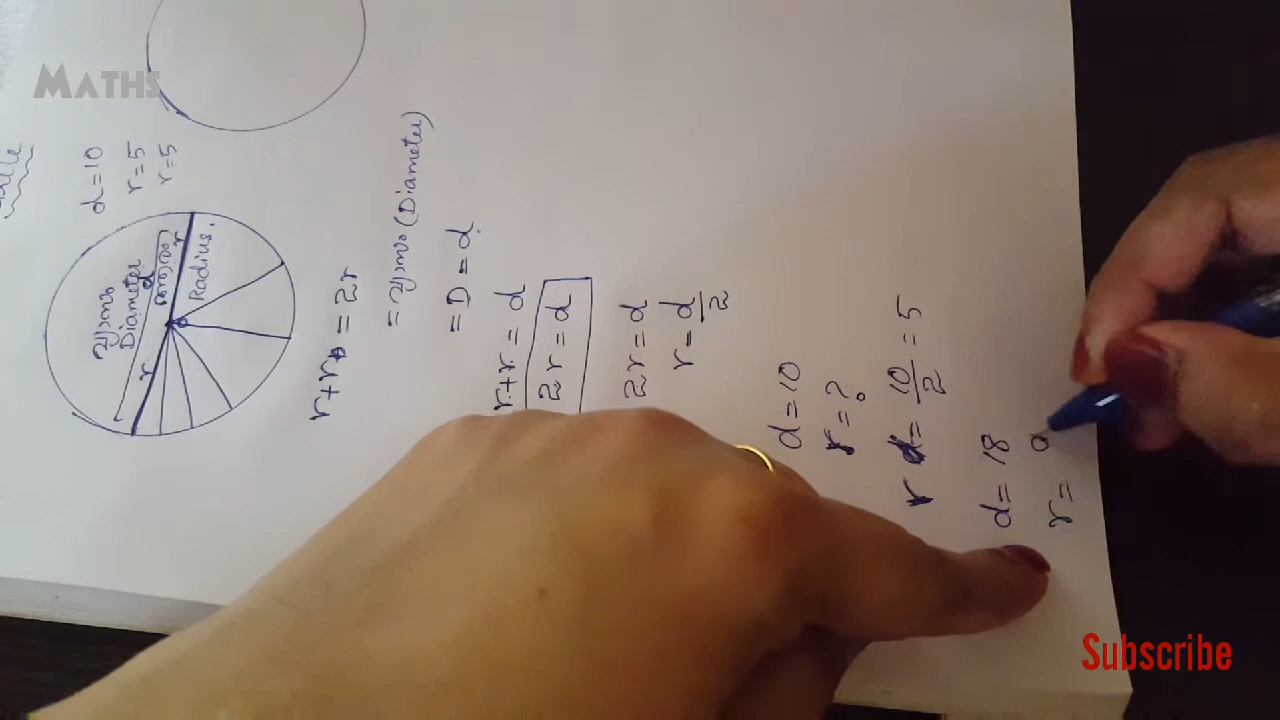 MATHS
d=10
r=5
r=5
വ്യാസം
Diameter
d
r
r
Radius.
r+r = 2r
= വ്യാസം (Diameter)
= D = d
r+r = d
2r = d
2r = d
r = d/2
d = 10
r = ?
r = 10/2 = 5
d = 18
r =
Subscribe